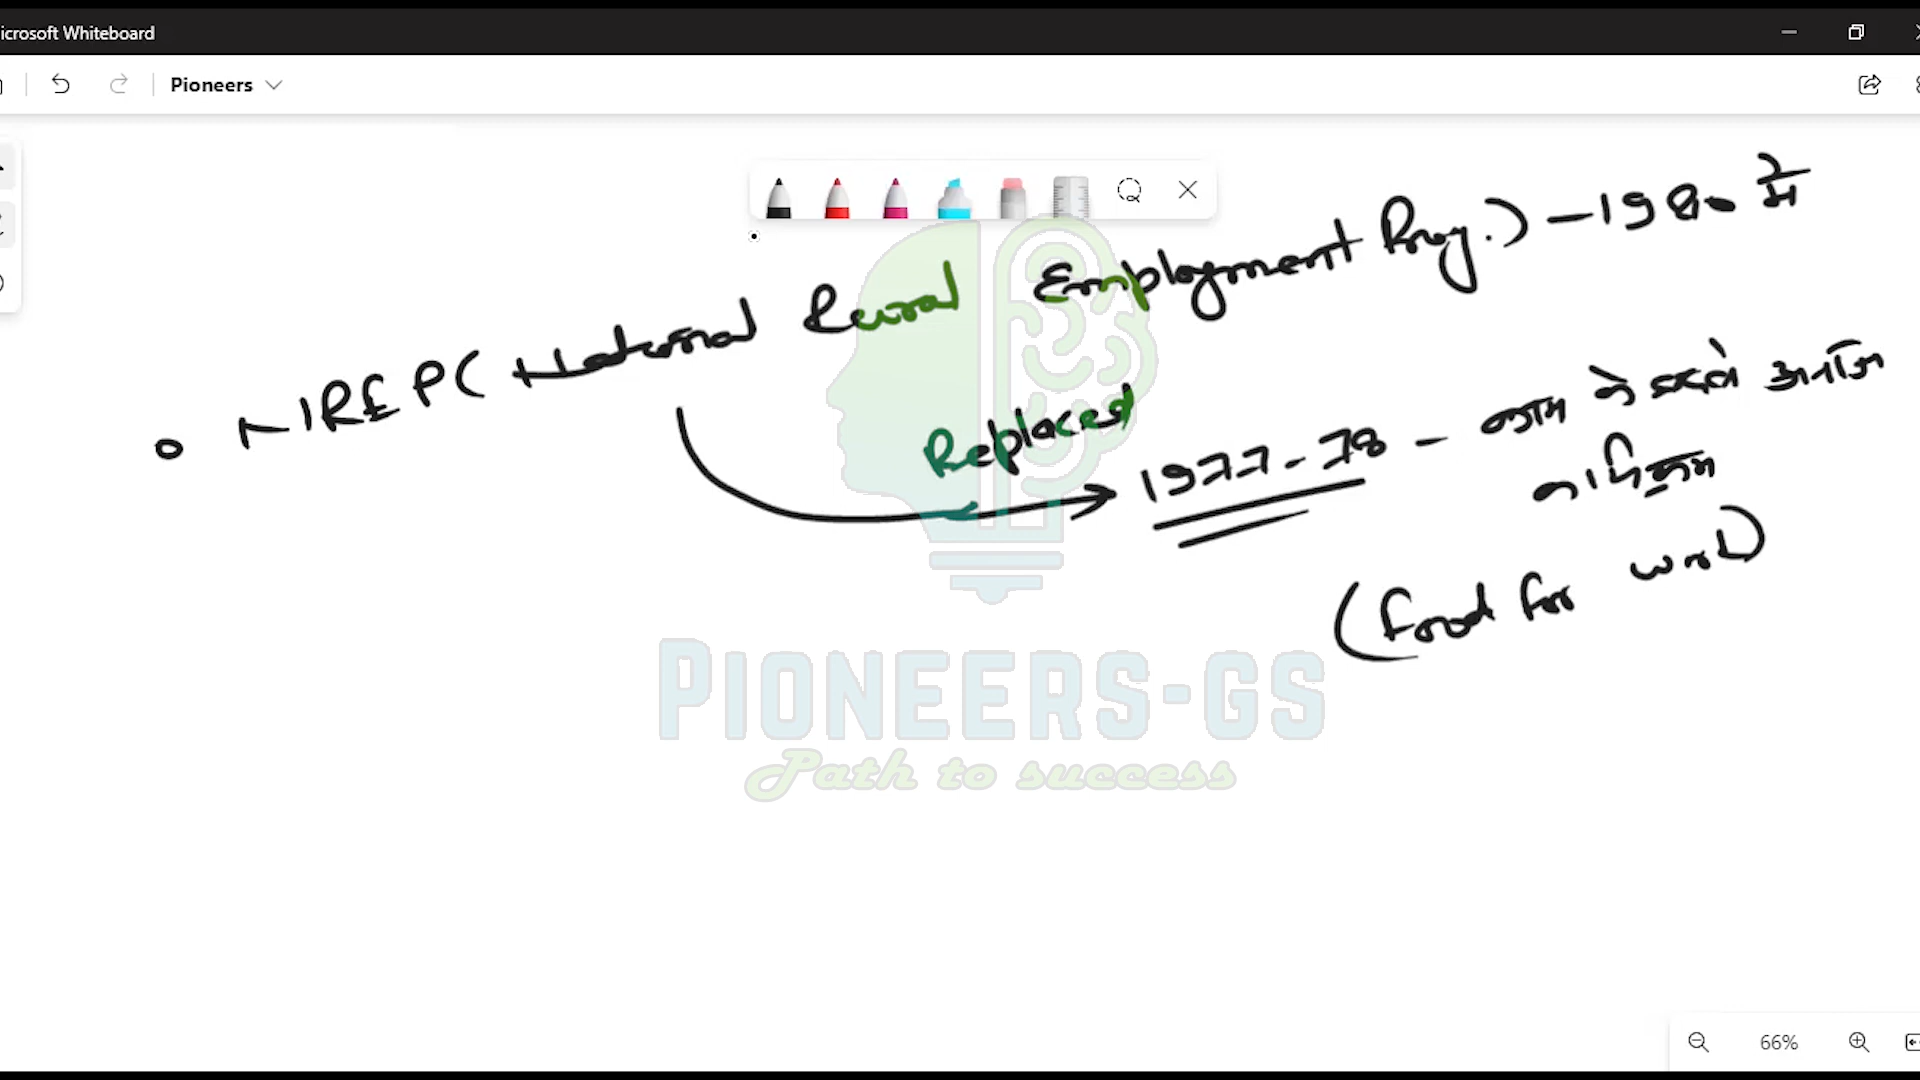 icrosoft Whiteboard
Pioneers
NREP (National Rural Employment Prog.) - 1980 में
Replaced
1977-78 - काम के बदले अनाज
कार्यक्रम
(Food for work)
PIONEERS-GS
Path to success
66%